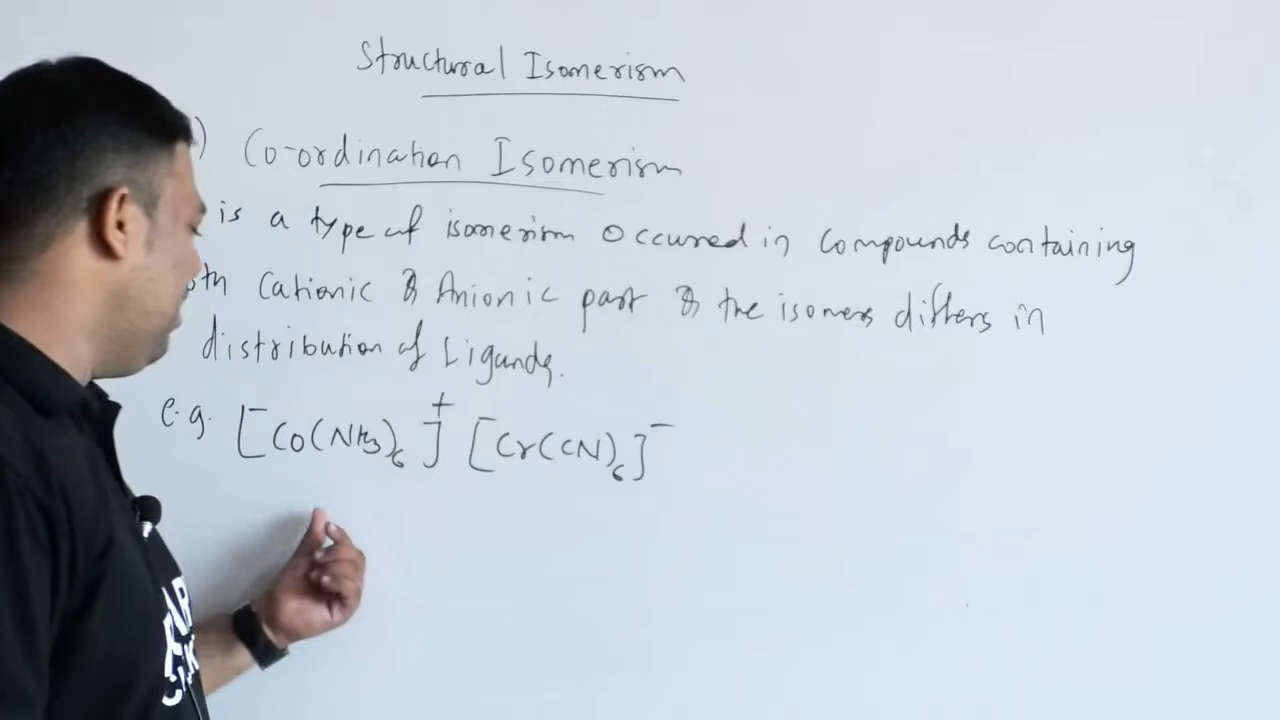 Structural Isomerism
) Co-ordination Isomerism
is a type of isomerism Occured in Compounds containing
oth Cationic & Anionic part & the isomers differs in
distribution of Ligands.
e.g. [Co(NH3)6]+ [Cr(CN)6]-